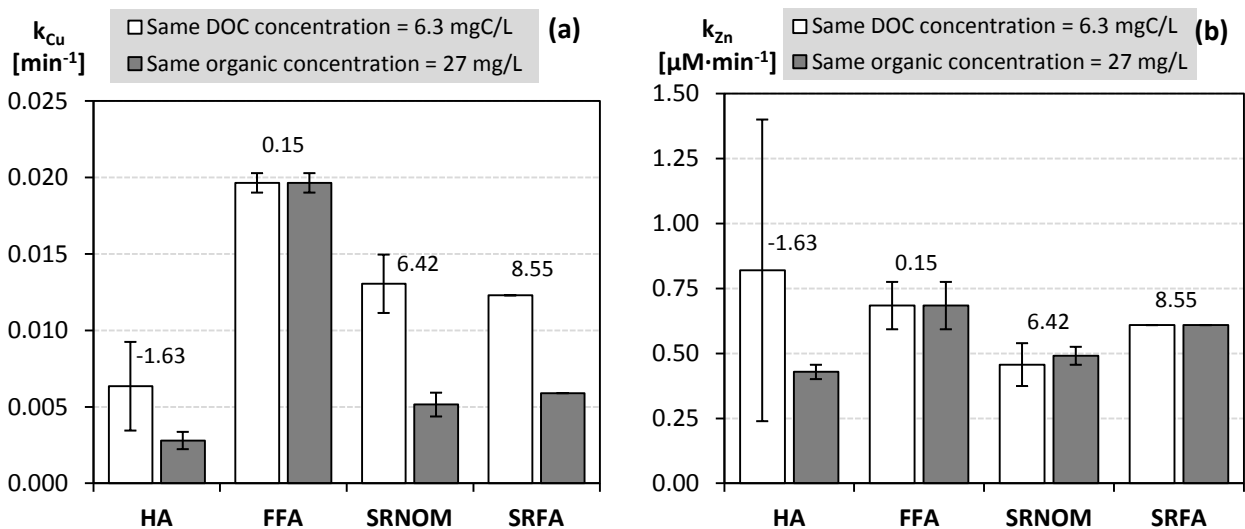 k_Cu
[min⁻¹]
Same DOC concentration = 6.3 mgC/L
Same organic concentration = 27 mg/L
(a)
0.025
0.020
0.015
0.010
0.005
0.000
-1.63
0.15
6.42
8.55
HA FFA SRNOM SRFA
k_Zn
[µM·min⁻¹]
Same DOC concentration = 6.3 mgC/L
Same organic concentration = 27 mg/L
(b)
1.50
1.25
1.00
0.75
0.50
0.25
0.00
-1.63
0.15
6.42
8.55
HA FFA SRNOM SRFA